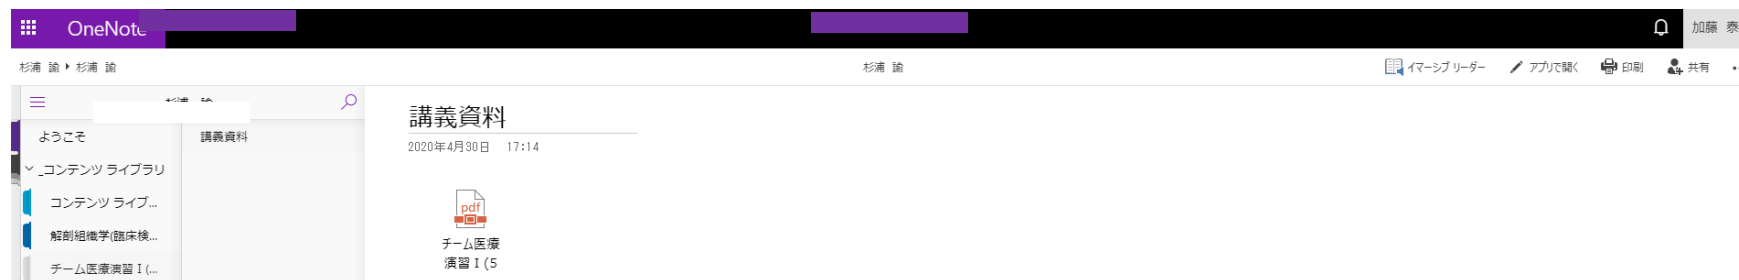 OneNote
加藤 泰
杉浦 諭 ▸ 杉浦 諭
杉浦 諭
イマーシブ リーダー
アプリで開く
印刷
共有
講義資料
2020年4月30日 17:14
ようこそ
講義資料
_コンテンツ ライブラリ
コンテンツ ライブ...
解剖組織学(臨床検...
チーム医療演習 I (...
pdf
チーム医療
演習 I (5